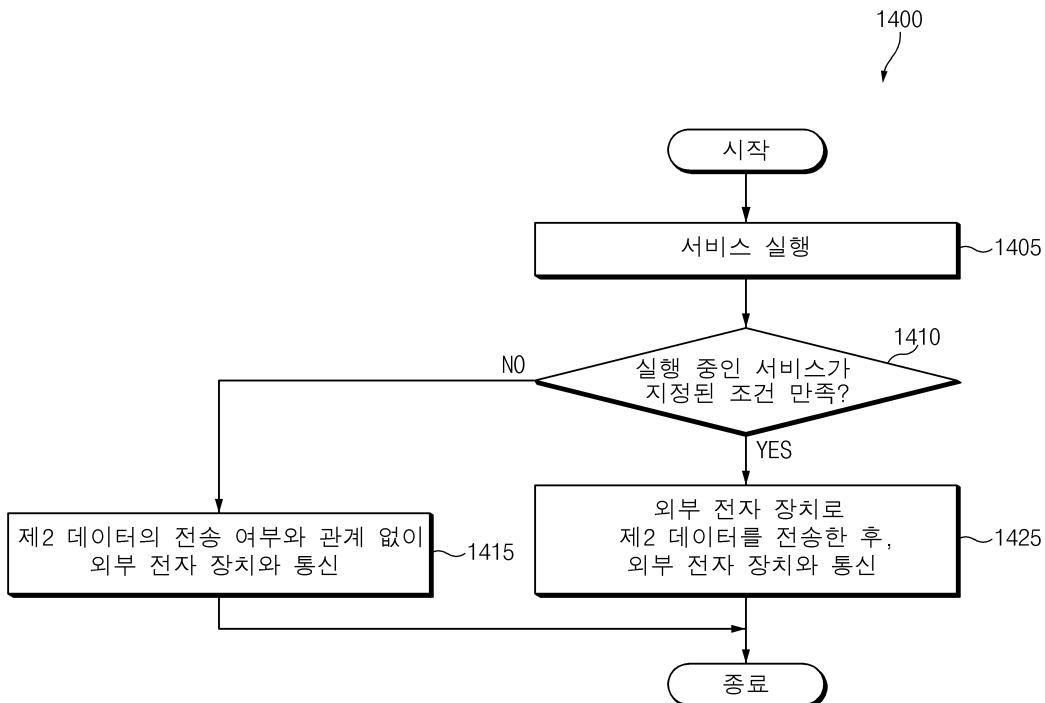 1400
시작
서비스 실행
1405
1410
실행 중인 서비스가
지정된 조건 만족?
NO
YES
제2 데이터의 전송 여부와 관계 없이
외부 전자 장치와 통신
1415
외부 전자 장치로
제2 데이터를 전송한 후,
외부 전자 장치와 통신
1425
종료